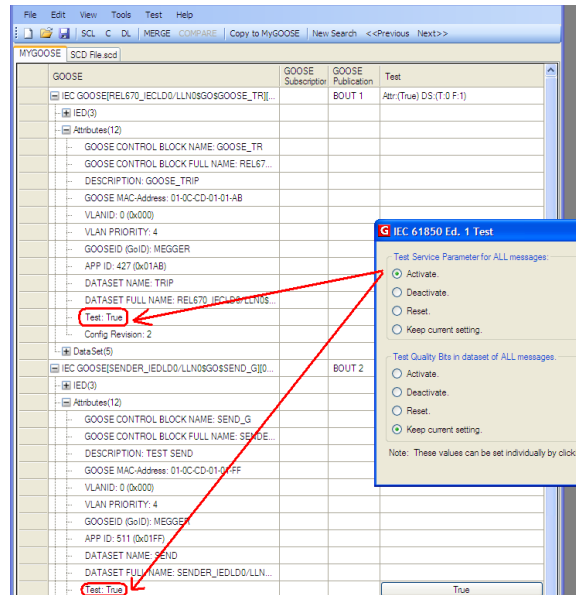 File Edit View Tools Test Help
SCL C DL MERGE COMPARE Copy to MyGOOSE New Search <<Previous Next>>
MYGOOSE SCD File.scd
GOOSE GOOSE Subscription GOOSE Publication Test
IEC GOOSE[REL670_IECLD0/LLN0$GO$GOOSE_TR][... BOUT 1 Attr:(True) DS:(T:0 F:1)
IED(3)
Attributes(12)
GOOSE CONTROL BLOCK NAME: GOOSE_TR
GOOSE CONTROL BLOCK FULL NAME: REL67...
DESCRIPTION: GOOSE_TRIP
GOOSE MAC-Address: 01-0C-CD-01-01-AB
VLANID: 0 (0x000)
VLAN PRIORITY: 4
GOOSEID (GoID): MEGGER
APP ID: 427 (0x01AB)
DATASET NAME: TRIP
DATASET FULL NAME: REL670_IECLD0/LLN0$...
Test: True
Config Revision: 2
DataSet(5)
IEC GOOSE[SENDER_IEDLD0/LLN0$GO$SEND_G][0... BOUT 2
IED(3)
Attributes(12)
GOOSE CONTROL BLOCK NAME: SEND_G
GOOSE CONTROL BLOCK FULL NAME: SENDE...
DESCRIPTION: TEST SEND
GOOSE MAC-Address: 01-0C-CD-01-01-FF
VLANID: 0 (0x000)
VLAN PRIORITY: 4
GOOSEID (GoID): MEGGER
APP ID: 511 (0x01FF)
DATASET NAME: SEND
DATASET FULL NAME: SENDER_IEDLD0/LLN...
Test: True True
G IEC 61850 Ed. 1 Test
Test Service Parameter for ALL messages:
Activate.
Deactivate.
Reset.
Keep current setting.
Test Quality Bits in dataset of ALL messages.
Activate.
Deactivate.
Reset.
Keep current setting.
Note: These values can be set individually by click